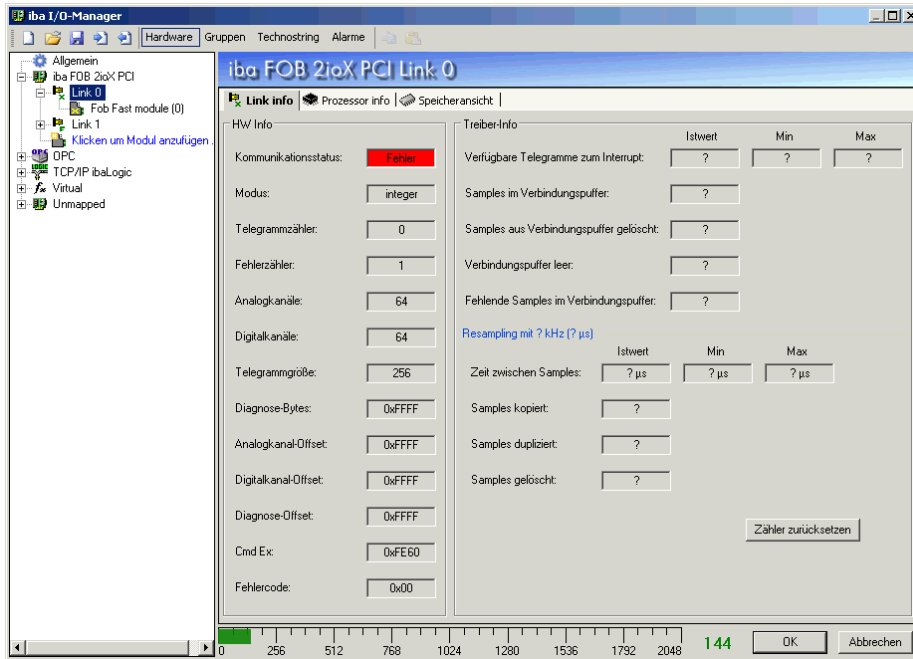 iba I/O-Manager
Hardware Gruppen Technostring Alarme
Allgemein
iba FOB 2ioX PCI
Link 0
Fob Fast module (0)
Link 1
Klicken um Modul anzufügen .
OPC
TCP/IP ibaLogic
Virtual
Unmapped
iba FOB 2ioX PCI Link 0
Link info Prozessor info Speicheransicht
HW Info
Kommunikationsstatus: Fehler
Modus: integer
Telegrammzähler: 0
Fehlerzähler: 1
Analogkanäle: 64
Digitalkanäle: 64
Telegrammgröße: 256
Diagnose-Bytes: 0xFFFF
Analogkanal-Offset: 0xFFFF
Digitalkanal-Offset: 0xFFFF
Diagnose-Offset: 0xFFFF
Cmd Ex: 0xFE60
Fehlercode: 0x00
Treiber-Info
Istwert Min Max
Verfügbare Telegramme zum Interrupt: ? ? ?
Samples im Verbindungspuffer: ?
Samples aus Verbindungspuffer gelöscht: ?
Verbindungspuffer leer: ?
Fehlende Samples im Verbindungspuffer: ?
Resampling mit ? kHz (? µs)
Istwert Min Max
Zeit zwischen Samples: ? µs ? µs ? µs
Samples kopiert: ?
Samples dupliziert: ?
Samples gelöscht: ?
Zähler zurücksetzen
0 256 512 768 1024 1280 1536 1792 2048
144
OK Abbrechen